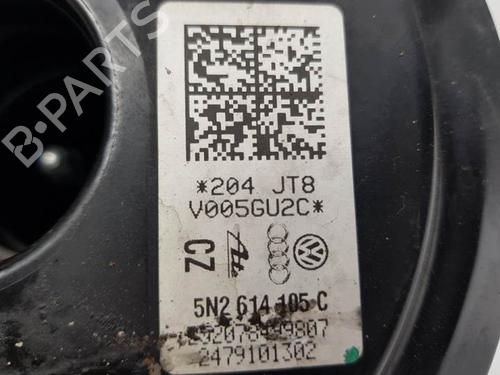 B-PARTS
*204 JT8
V005GU2C*
CZ
5N2 614 105 C
2479101302